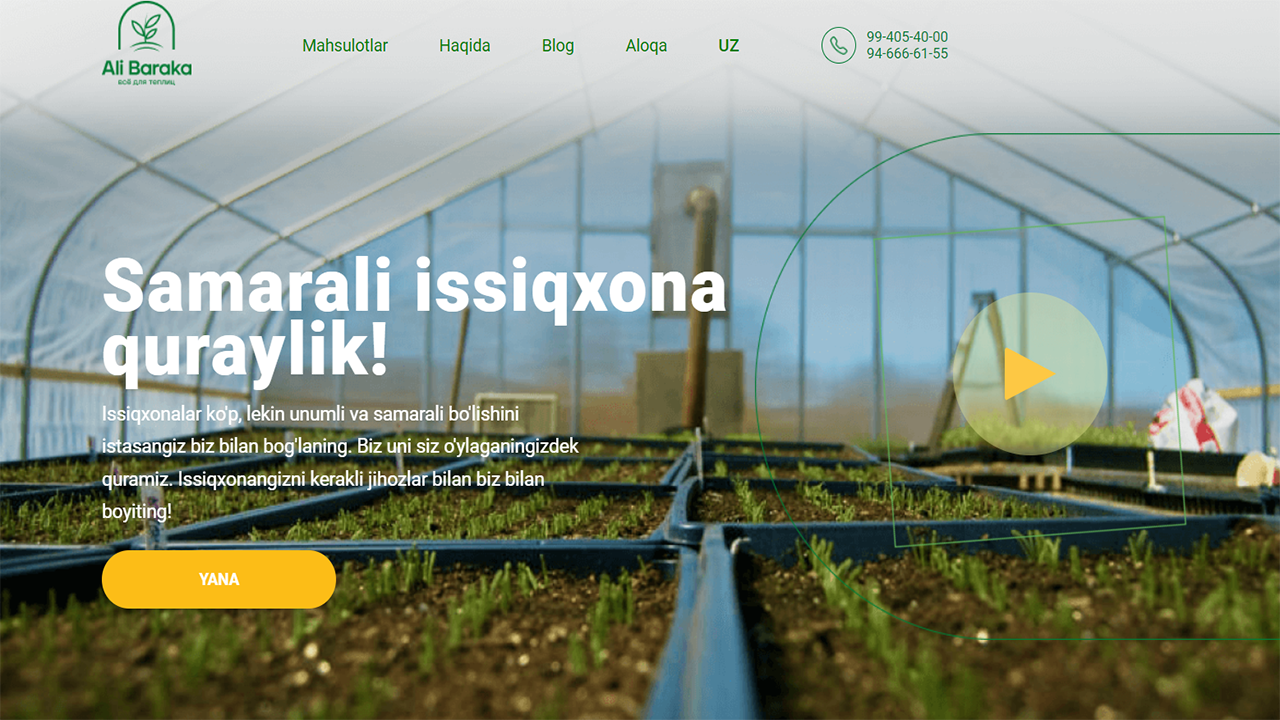 Ali Baraka
всё для теплиц
Mahsulotlar
Haqida
Blog
Aloqa
UZ
99-405-40-00
94-666-61-55
Samarali issiqxona
quraylik!
Issiqxonalar ko'p, lekin unumli va samarali bo'lishini
istasangiz biz bilan bog'laning. Biz uni siz o'ylaganingizdek
quramiz. Issiqxonangizni kerakli jihozlar bilan biz bilan
boyiting!
YANA